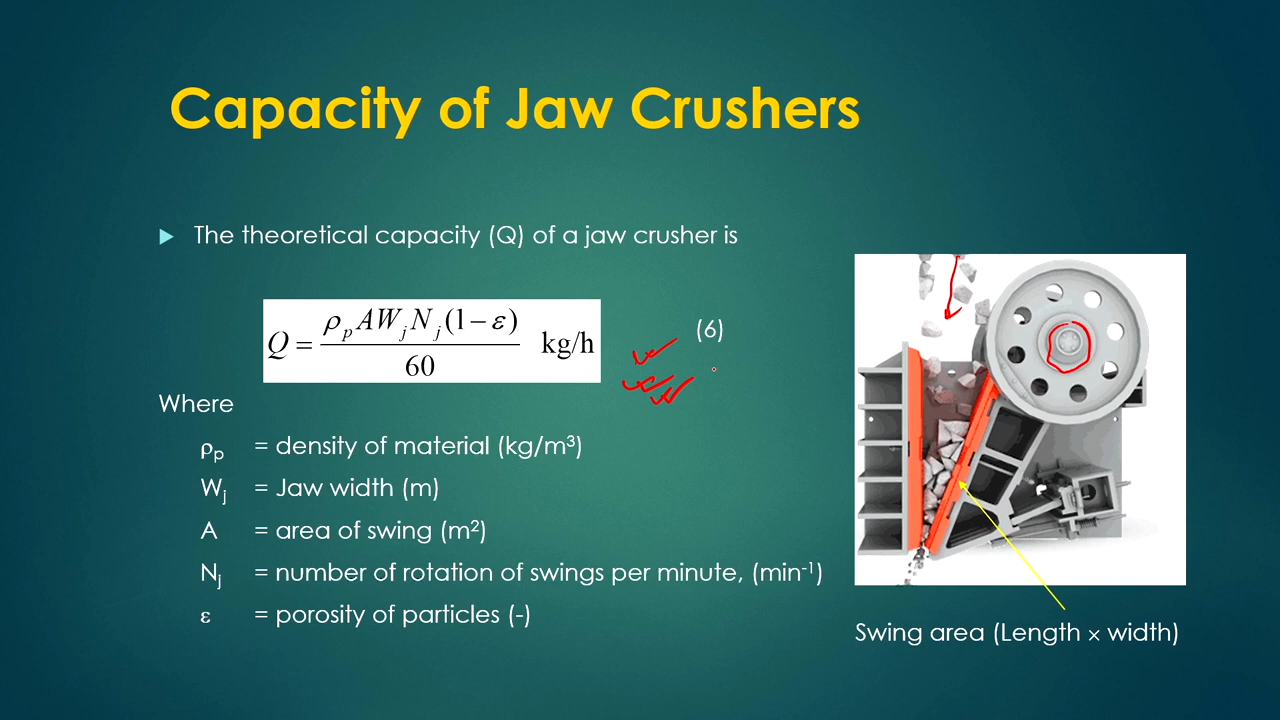 Capacity of Jaw Crushers
The theoretical capacity (Q) of a jaw crusher is
Q = ρₚAWⱼNⱼ(1−ε) / 60 kg/h
(6)
Where
ρₚ = density of material (kg/m³)
Wⱼ = Jaw width (m)
A = area of swing (m²)
Nⱼ = number of rotation of swings per minute, (min⁻¹)
ε = porosity of particles (-)
Swing area (Length × width)